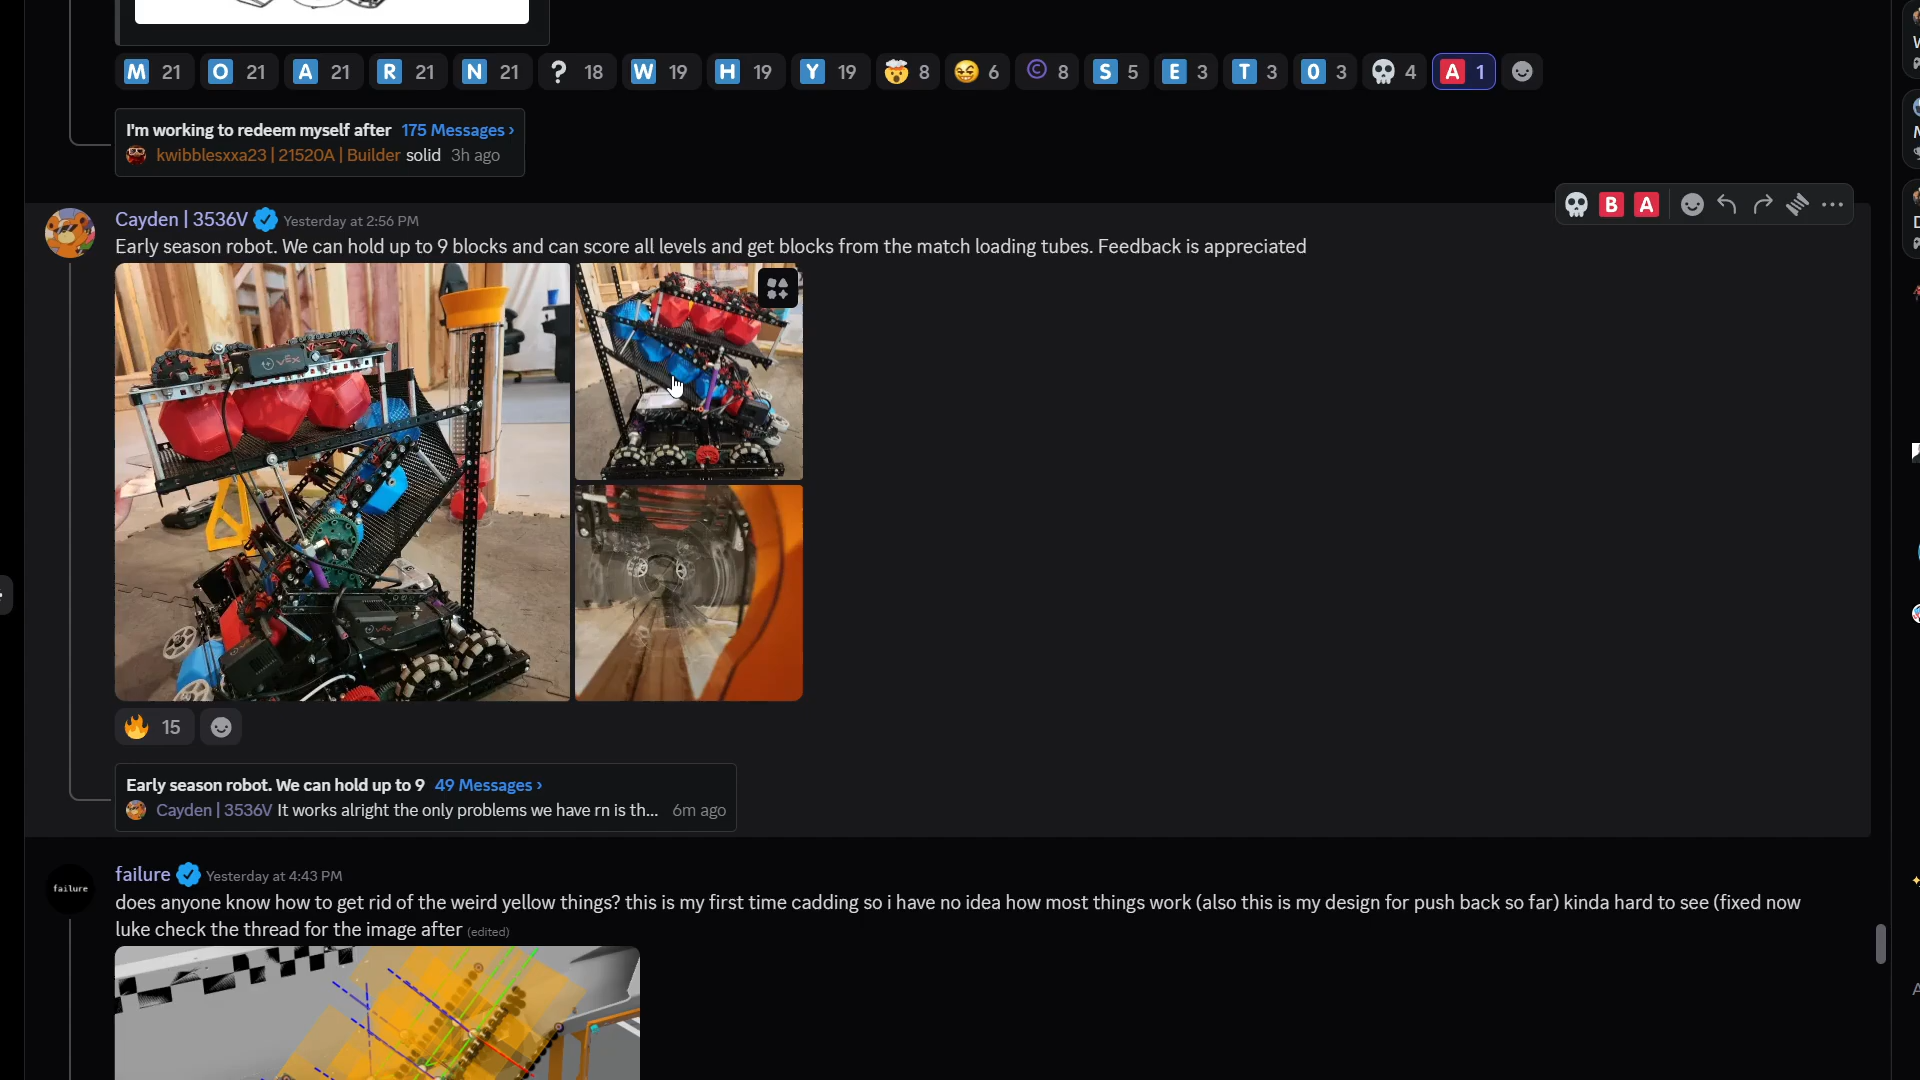 M 21 O 21 A 21 R 21 N 21 ? 18 W 19 H 19 Y 19 8 6 © 8 S 5 E 3 T 3 O 3 4 A 1
I'm working to redeem myself after 175 Messages ›
kwibblesxxa23 | 21520A | Builder solid 3h ago
B A
Cayden | 3536V Yesterday at 2:56 PM
Early season robot. We can hold up to 9 blocks and can score all levels and get blocks from the match loading tubes. Feedback is appreciated
vex
vex
15
Early season robot. We can hold up to 9 49 Messages ›
Cayden | 3536V It works alright the only problems we have rn is th... 6m ago
failure
failure Yesterday at 4:43 PM
does anyone know how to get rid of the weird yellow things? this is my first time cadding so i have no idea how most things work (also this is my design for push back so far) kinda hard to see (fixed now
luke check the thread for the image after (edited)